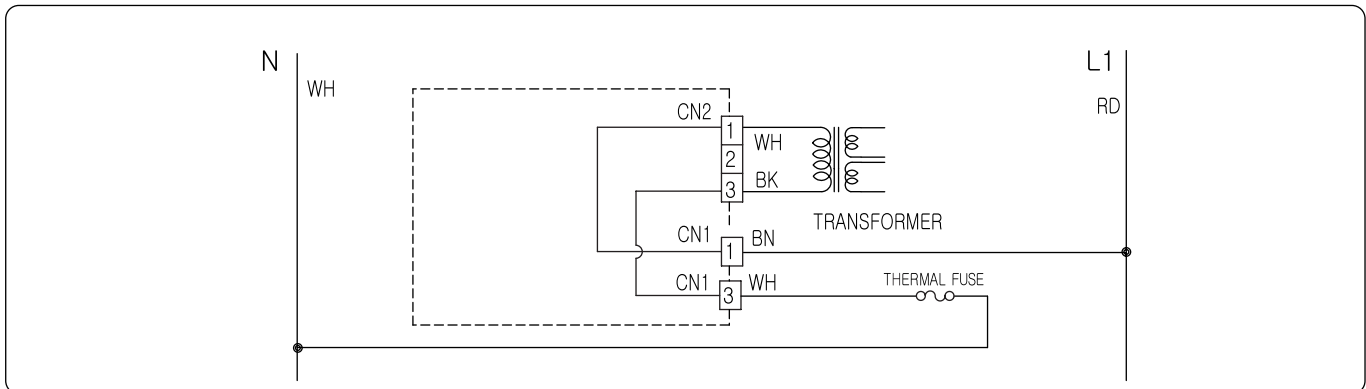 N
L1
WH
RD
CN2
1
WH
2
BK
3
TRANSFORMER
CN1
1
BN
CN1
3
WH
THERMAL FUSE